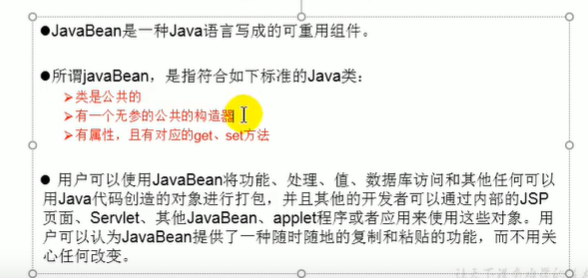 ●JavaBean是一种Java语言写成的可重用组件。
●所谓javaBean，是指符合如下标准的Java类：
➢类是公共的
➢有一个无参的公共的构造器
➢有属性，且有对应的get、set方法
● 用户可以使用JavaBean将功能、处理、值、数据库访问和其他任何可以
用Java代码创造的对象进行打包，并且其他的开发者可以通过内部的JSP
页面、Servlet、其他JavaBean、applet程序或者应用来使用这些对象。用
户可以认为JavaBean提供了一种随时随地的复制和粘贴的功能，而不用关
心任何改变。